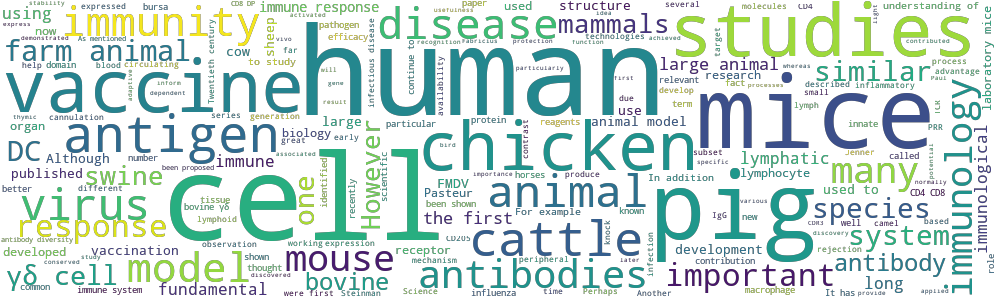 using
express
stability
bursa
immunity
immune response
pathogen
activated
usefulness
paper
used
idea
CD8 DP
disease
mammals
structure
technologies
several
expressed
CD4
achieved
molecules
light
studies
understanding of
contributed
whereas mice
laboratory mice
now
demonstrated
As mentioned
farm animal
help domain
blood
circulating
cow
sheep
to study
Twentieth century
vivo
far
efficacy
infectious disease
continue to
availability
recognition
Fabricius
protection
function
particularly
first
target
large animal
relevant
research
similar
process
advantage
vaccine
human
mice
adaptive
inform
dependent
thymic
cannulation
series
generation
will
gene
result
large
particular
early
protein
reagents
animal model
due
use
develop
term
fact
processes
described
inflammatory
small
lymph
innate
Paul
ILK
PRR
organ
antigen
biology
great
DC
Although
number
immune
associated
been proposed
published
swine
better
different
tissue
bovine γδ
lymphoid
virus
response
antibody diversity
observation
developed
vaccination
shown
thought
discovered
conserved
study
γδ cell
model
common
immune system
fundamental
were first
Steinman
cell
one
identified
However
scientific
recently
Pasteur
bird
contrast
chicken
importance
horses
produce
FMDV
been shown
the first
animal
For example
known
knock
working
expression
CD205
receptor
mechanism
peripheral
later
infection
mouse
bovine
cattle
antibodies
influenza
time
Perhaps
Another
Science
subset
specific
lymphatic
lymphocyte
In addition
various
IgG
new
pig
development
contribution
rejection
important
macrophage
It has
provide
Jenner
called
CD4 CD8
potential
normally
many
used to
species
CDR3
well
camel
discovery
based
under
system
antibody
long
applied
immunology
immunological
role